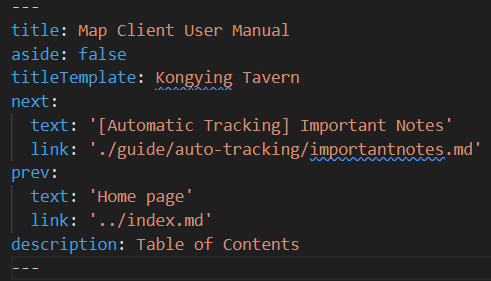 ---
title: Map Client User Manual
aside: false
titleTemplate: Kongying Tavern
next:
  text: '[Automatic Tracking] Important Notes'
  link: './guide/auto-tracking/importantnotes.md'
prev:
  text: 'Home page'
  link: '../index.md'
description: Table of Contents
---